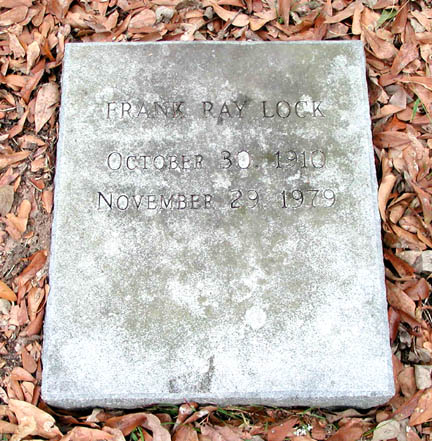 FRANK RAY LOCK
OCTOBER 30, 1910
NOVEMBER 29, 1979